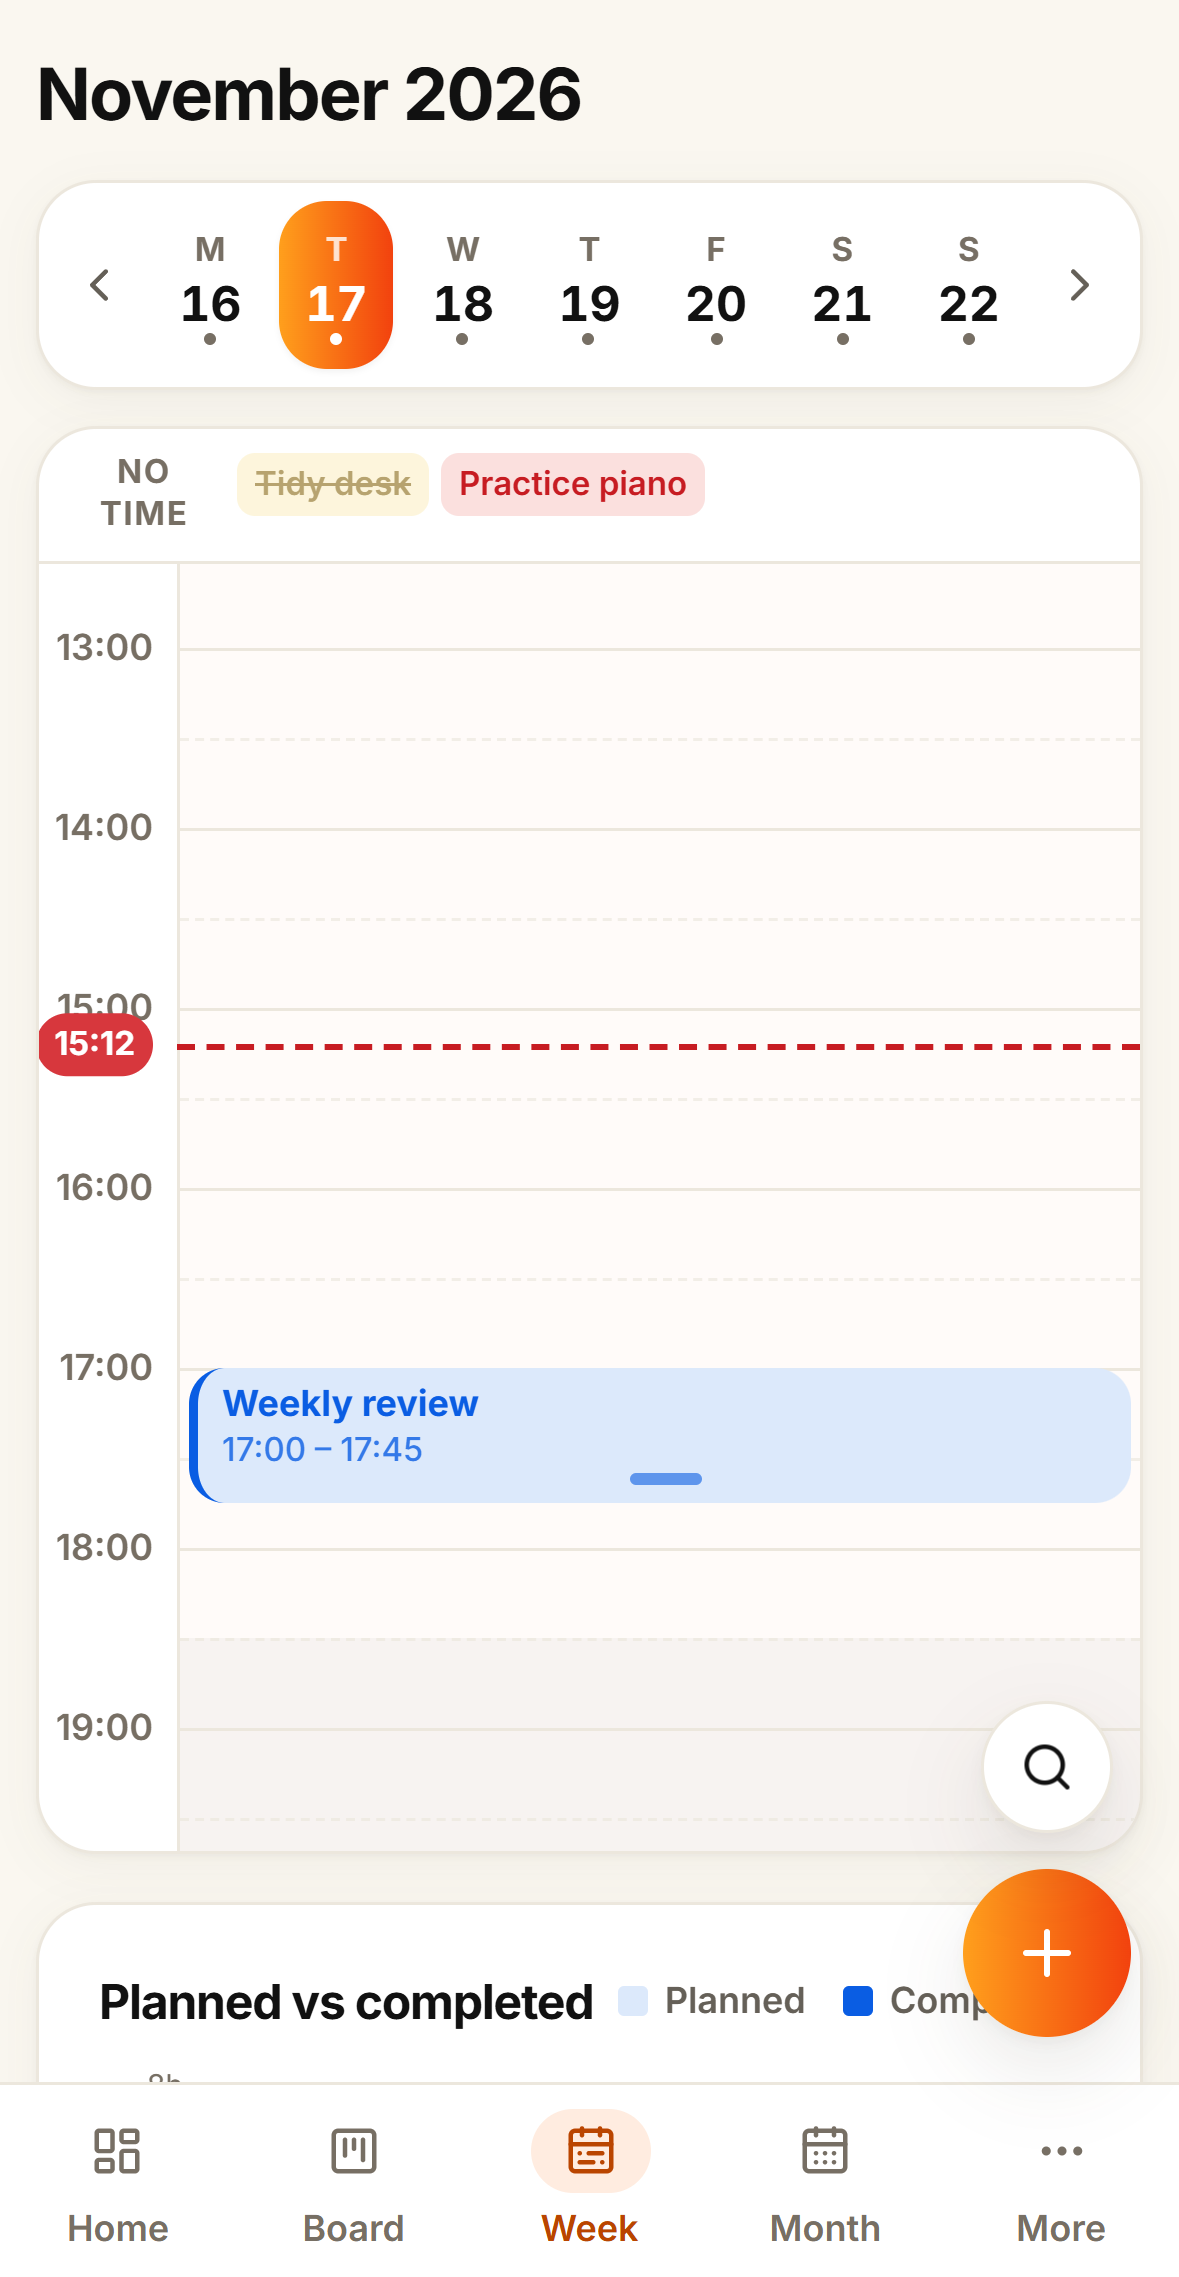 November 2026
M T W T F S S
16 17 18 19 20 21 22
NO TIME
Tidy desk Practice piano
13:00
14:00
15:00
15:12
16:00
17:00
Weekly review
17:00 – 17:45
18:00
19:00
Planned vs completed Planned
Home Board Week Month More